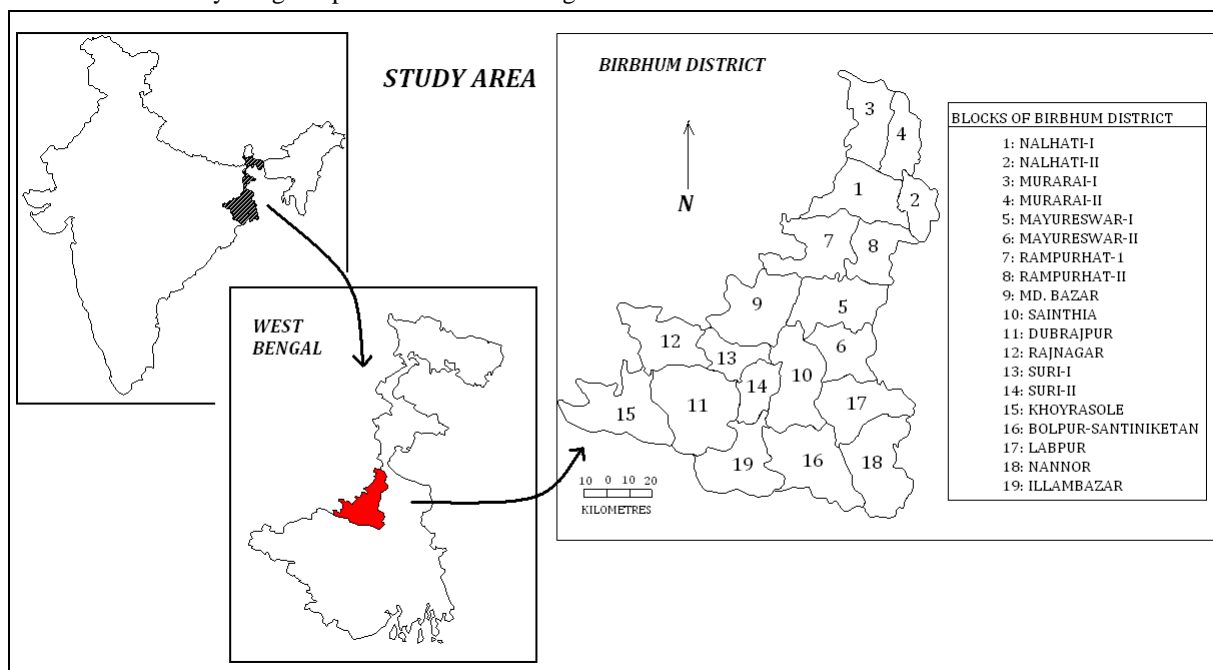 STUDY AREA
WEST
BENGAL
BIRBHUM DISTRICT
N
3
4
1
2
7
8
9
5
12
13
6
14
10
15
11
17
19
16
18
10 0 10 20
KILOMETRES
BLOCKS OF BIRBHUM DISTRICT
1: NALHATI-I
2: NALHATI-II
3: MURARAI-I
4: MURARAI-II
5: MAYURESWAR-I
6: MAYURESWAR-II
7: RAMPURHAT-1
8: RAMPURHAT-II
9: MD. BAZAR
10: SAINTHIA
11: DUBRAJPUR
12: RAJNAGAR
13: SURI-I
14: SURI-II
15: KHOYRASOLE
16: BOLPUR-SANTINIKETAN
17: LABPUR
18: NANNOR
19: ILLAMBAZAR